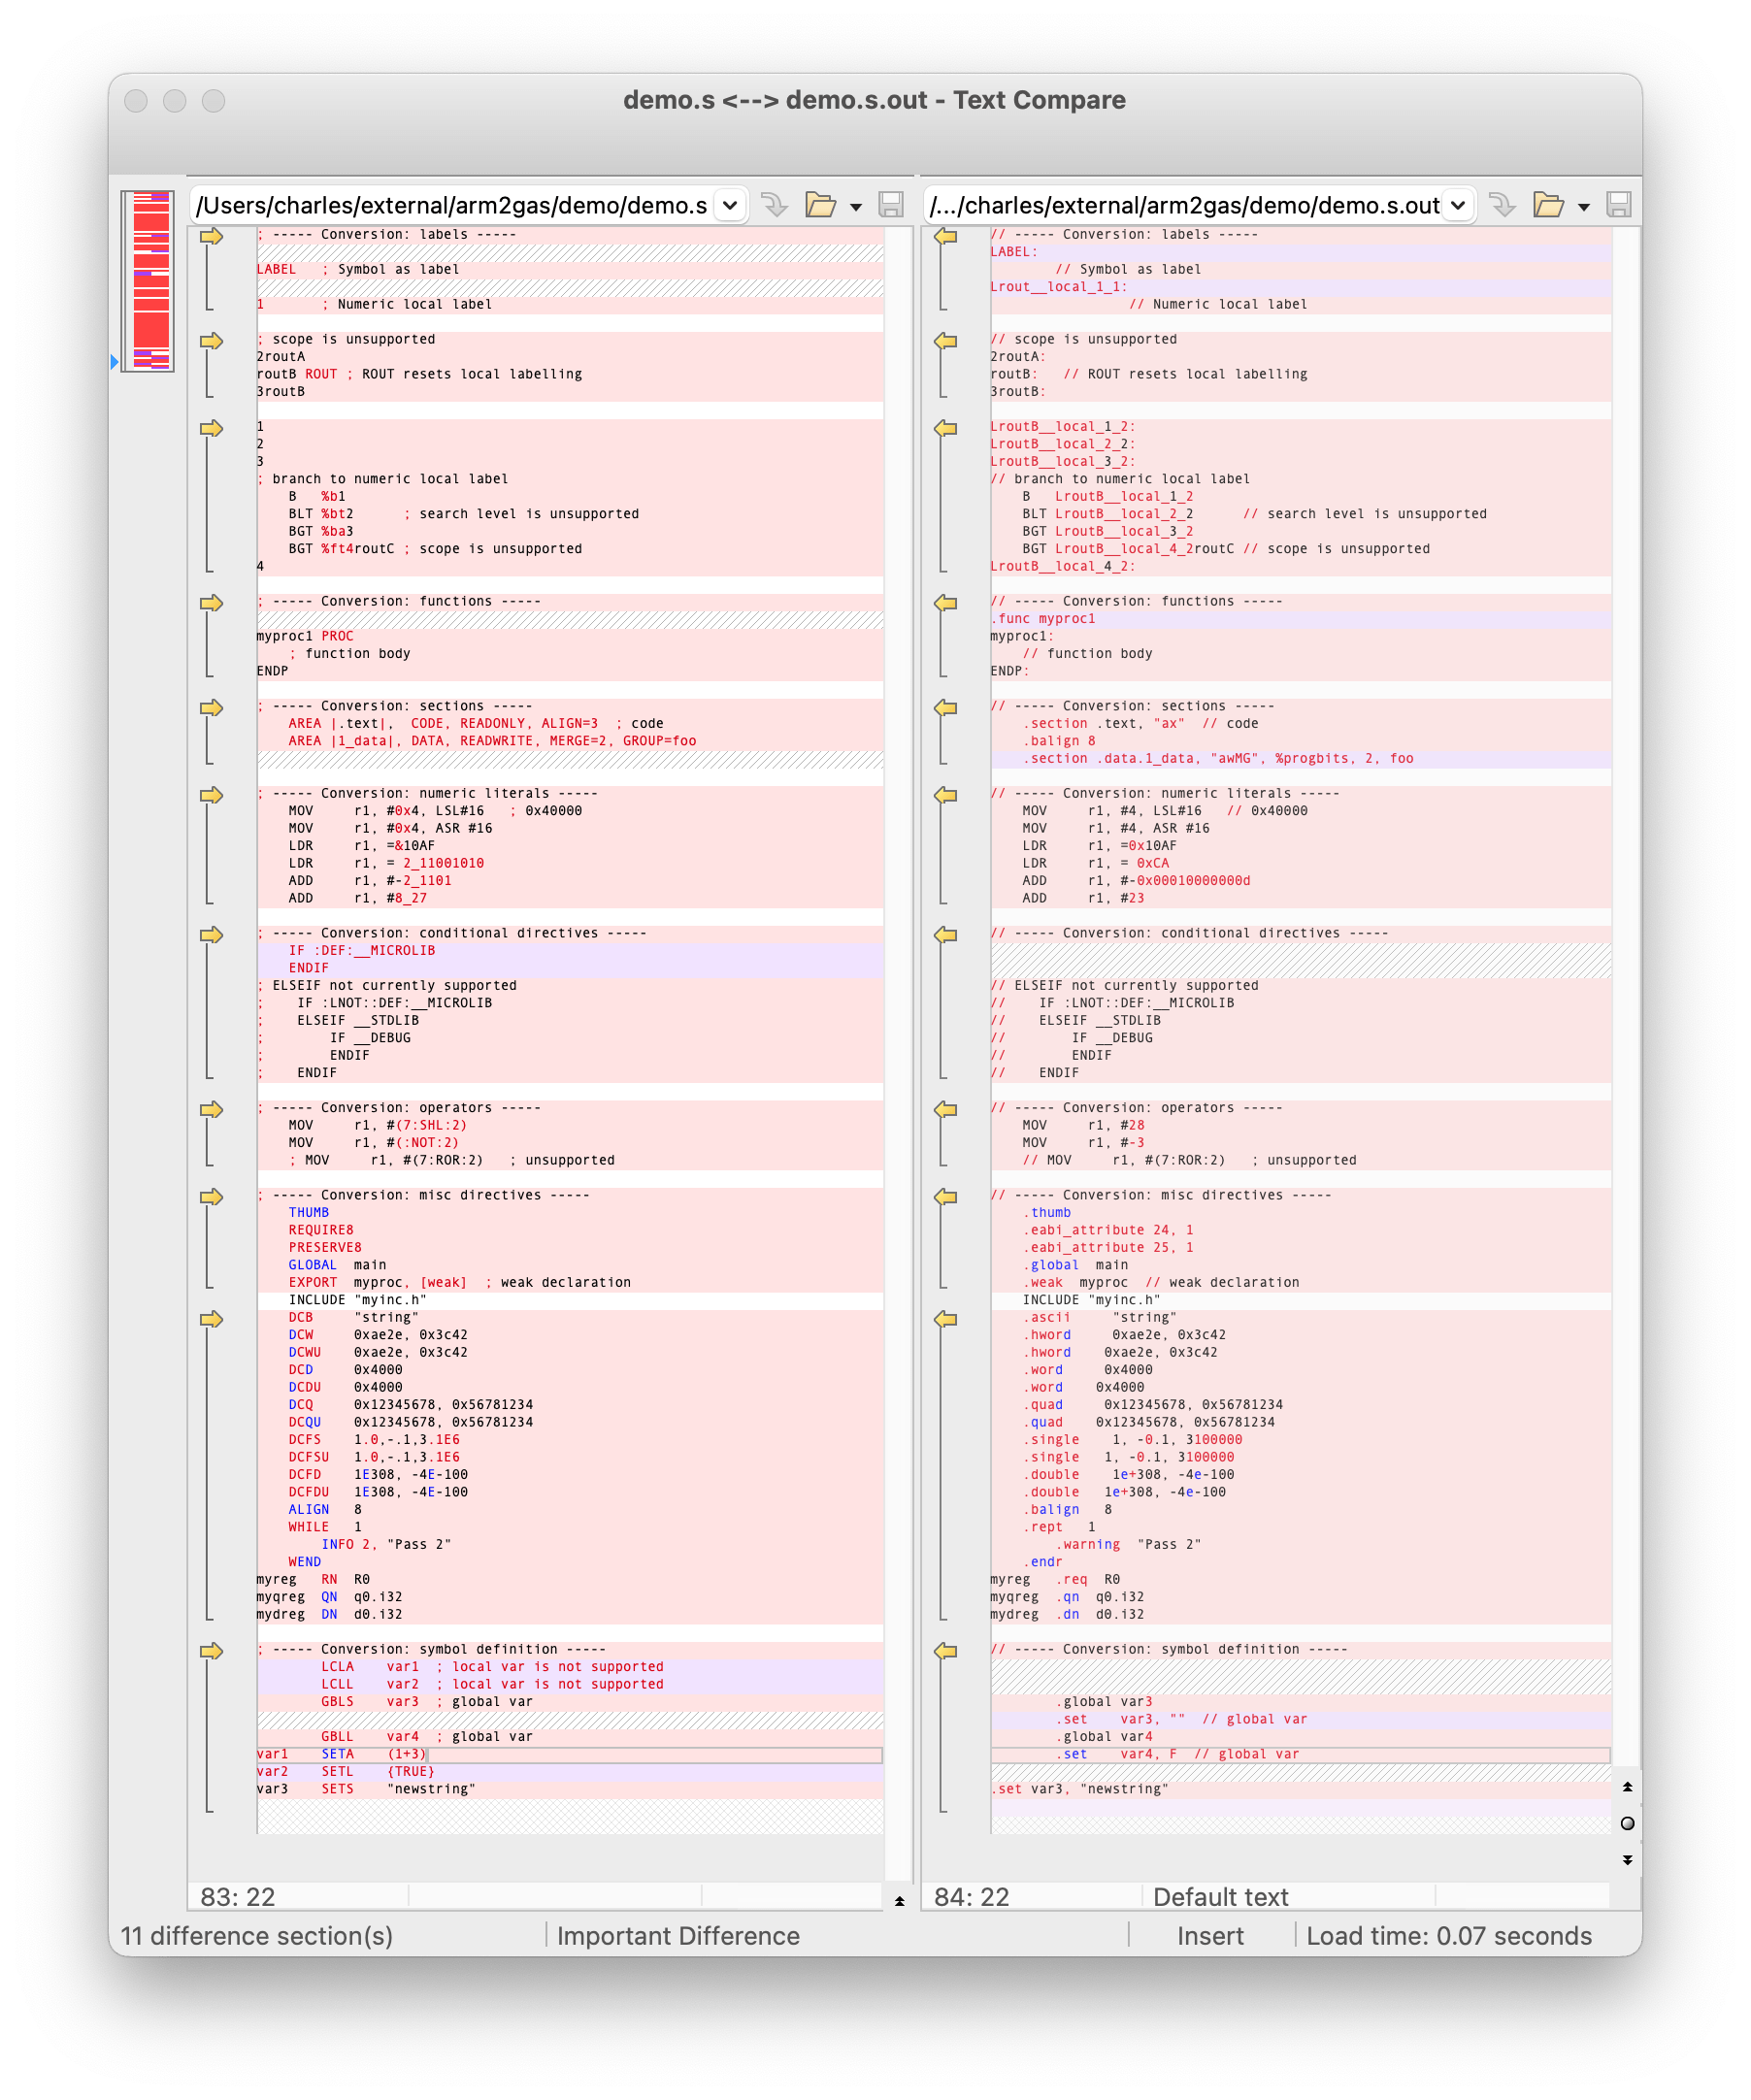 demo.s <--> demo.s.out - Text Compare
/Users/charles/external/arm2gas/demo/demo.s
; ----- Conversion: labels -----
LABEL   ; Symbol as label
1       ; Numeric local label
; scope is unsupported
2routA
routB ROUT ; ROUT resets local labelling
3routB
1
2
3
; branch to numeric local label
    B   %b1
    BLT %bt2      ; search level is unsupported
    BGT %ba3
    BGT %ft4routC ; scope is unsupported
4
; ----- Conversion: functions -----
myproc1 PROC
    ; function body
ENDP
; ----- Conversion: sections -----
    AREA |.text|,  CODE, READONLY, ALIGN=3  ; code
    AREA |1_data|, DATA, READWRITE, MERGE=2, GROUP=foo
; ----- Conversion: numeric literals -----
    MOV     r1, #0x4, LSL#16   ; 0x40000
    MOV     r1, #0x4, ASR #16
    LDR     r1, =&10AF
    LDR     r1, = 2_11001010
    ADD     r1, #-2_1101
    ADD     r1, #8_27
; ----- Conversion: conditional directives -----
    IF :DEF:__MICROLIB
    ENDIF
; ELSEIF not currently supported
;    IF :LNOT::DEF:__MICROLIB
;    ELSEIF __STDLIB
;        IF __DEBUG
;        ENDIF
;    ENDIF
; ----- Conversion: operators -----
    MOV     r1, #(7:SHL:2)
    MOV     r1, #(:NOT:2)
    ; MOV     r1, #(7:ROR:2)   ; unsupported
; ----- Conversion: misc directives -----
    THUMB
    REQUIRE8
    PRESERVE8
    GLOBAL  main
    EXPORT  myproc, [weak]  ; weak declaration
    INCLUDE "myinc.h"
    DCB     "string"
    DCW     0xae2e, 0x3c42
    DCWU    0xae2e, 0x3c42
    DCD     0x4000
    DCDU    0x4000
    DCQ     0x12345678, 0x56781234
    DCQU    0x12345678, 0x56781234
    DCFS    1.0,-.1,3.1E6
    DCFSU   1.0,-.1,3.1E6
    DCFD    1E308, -4E-100
    DCFDU   1E308, -4E-100
    ALIGN   8
    WHILE   1
        INFO 2, "Pass 2"
    WEND
myreg   RN  R0
myqreg  QN  q0.i32
mydreg  DN  d0.i32
; ----- Conversion: symbol definition -----
        LCLA    var1  ; local var is not supported
        LCLL    var2  ; local var is not supported
        GBLS    var3  ; global var
        GBLL    var4  ; global var
var1    SETA    (1+3)
var2    SETL    {TRUE}
var3    SETS    "newstring"
83: 22
/.../charles/external/arm2gas/demo/demo.s.out
// ----- Conversion: labels -----
LABEL:
        // Symbol as label
Lrout__local_1_1:
                 // Numeric local label
// scope is unsupported
2routA:
routB:   // ROUT resets local labelling
3routB:
LroutB__local_1_2:
LroutB__local_2_2:
LroutB__local_3_2:
// branch to numeric local label
    B   LroutB__local_1_2
    BLT LroutB__local_2_2      // search level is unsupported
    BGT LroutB__local_3_2
    BGT LroutB__local_4_2routC // scope is unsupported
LroutB__local_4_2:
// ----- Conversion: functions -----
.func myproc1
myproc1:
    // function body
ENDP:
// ----- Conversion: sections -----
    .section .text, "ax"  // code
    .balign 8
    .section .data.1_data, "awMG", %progbits, 2, foo
// ----- Conversion: numeric literals -----
    MOV     r1, #4, LSL#16   // 0x40000
    MOV     r1, #4, ASR #16
    LDR     r1, =0x10AF
    LDR     r1, = 0xCA
    ADD     r1, #-0x00010000000d
    ADD     r1, #23
// ----- Conversion: conditional directives -----
// ELSEIF not currently supported
//    IF :LNOT::DEF:__MICROLIB
//    ELSEIF __STDLIB
//        IF __DEBUG
//        ENDIF
//    ENDIF
// ----- Conversion: operators -----
    MOV     r1, #28
    MOV     r1, #-3
    // MOV     r1, #(7:ROR:2)   ; unsupported
// ----- Conversion: misc directives -----
    .thumb
    .eabi_attribute 24, 1
    .eabi_attribute 25, 1
    .global  main
    .weak  myproc  // weak declaration
    INCLUDE "myinc.h"
    .ascii     "string"
    .hword     0xae2e, 0x3c42
    .hword    0xae2e, 0x3c42
    .word     0x4000
    .word    0x4000
    .quad     0x12345678, 0x56781234
    .quad    0x12345678, 0x56781234
    .single    1, -0.1, 3100000
    .single   1, -0.1, 3100000
    .double    1e+308, -4e-100
    .double   1e+308, -4e-100
    .balign   8
    .rept   1
        .warning  "Pass 2"
    .endr
myreg   .req  R0
myqreg  .qn  q0.i32
mydreg  .dn  d0.i32
// ----- Conversion: symbol definition -----
        .global var3
        .set    var3, ""  // global var
        .global var4
        .set    var4, F  // global var
.set var3, "newstring"
84: 22
Default text
11 difference section(s)
Important Difference
Insert
Load time: 0.07 seconds